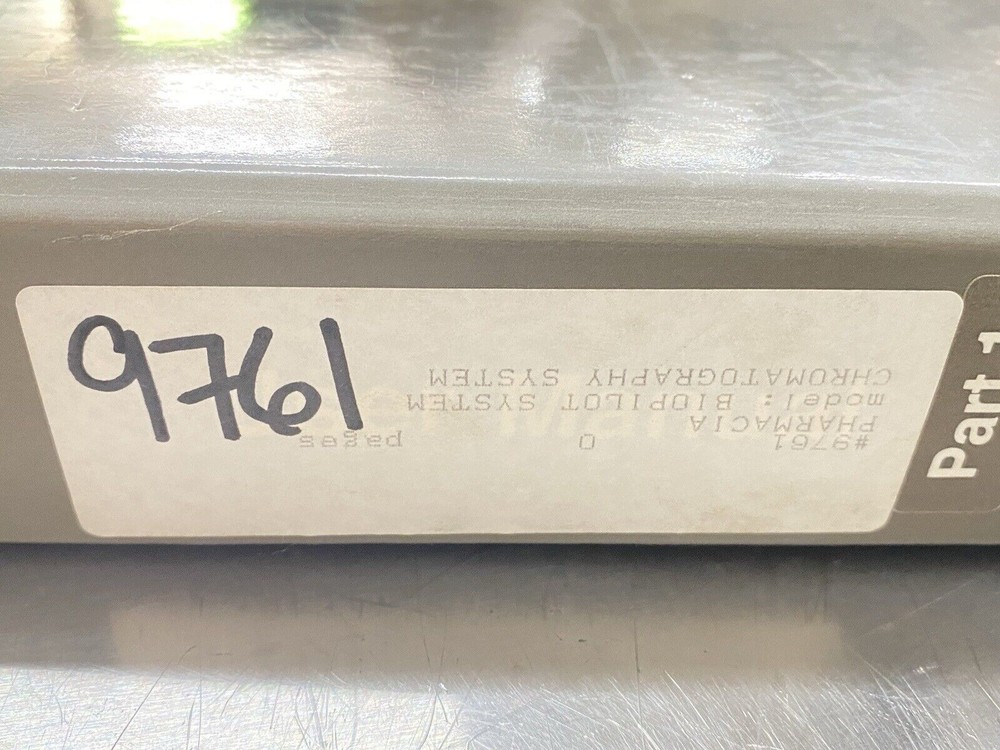 9761
#9761 0 pages
PHARMACIA
model: BIOPILOT SYSTEM
CHROMATOGRAPHY SYSTEM
Part 1